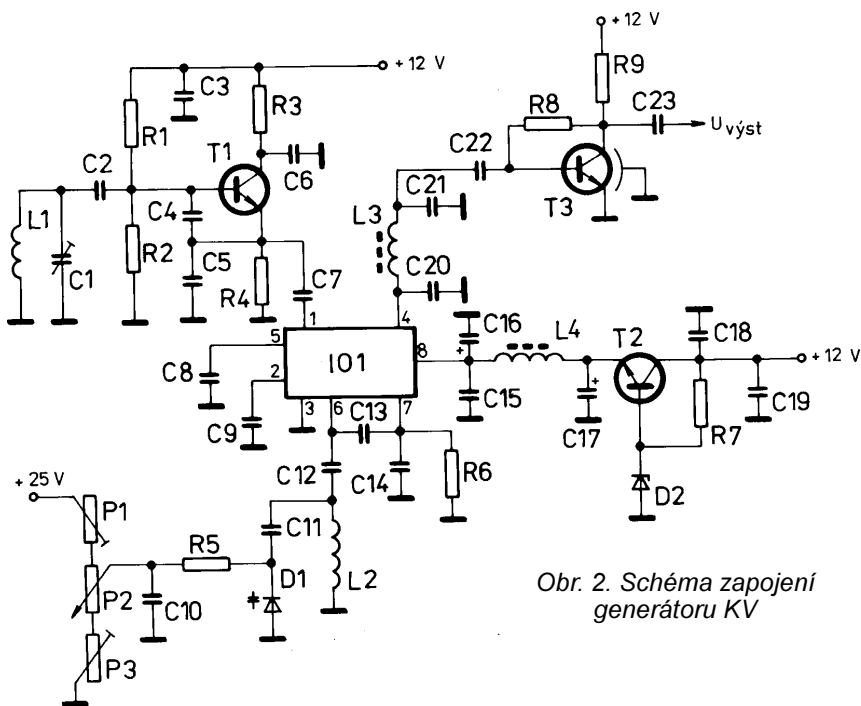 + 12 V
+ 12 V
C3
R3
R9
R1
R8
C23
U výst
T1
C2
C22
C6
T3
C21
L3
L1
C4
C1
R2
C5
C7
C20
R4
C16
L4
T2
C18
1
4
5
8
+
+ 12 V
C8
2
IO1
C15
+
C19
C17
R7
3
6
C13
7
C9
C12
C14
R6
D2
+ 25 V
P1
C11
R5
D1
L2
P2
C10
P3
Obr. 2. Schéma zapojení
generátoru KV